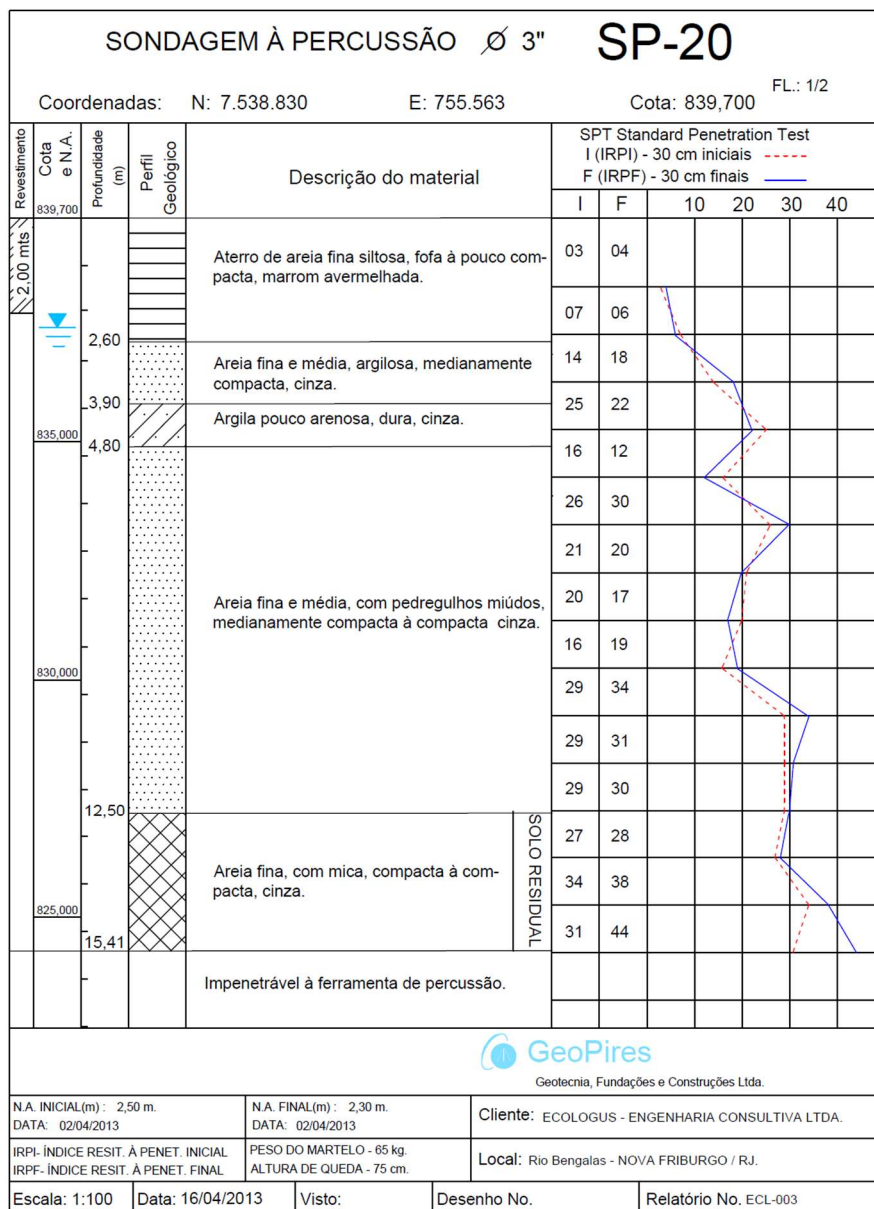 SONDAGEM À PERCUSSÃO Ø 3" SP-20
FL.: 1/2
Coordenadas: N: 7.538.830 E: 755.563 Cota: 839,700
Revestimento
Cota e N.A.
839,700
Profundidade (m)
Perfil Geológico
Descrição do material
SPT Standard Penetration Test
I (IRPI) - 30 cm iniciais
F (IRPF) - 30 cm finais
I F 10 20 30 40
2,00 mts
Aterro de areia fina siltosa, fofa à pouco com-
pacta, marrom avermelhada.
03 04
07 06
2,60
Areia fina e média, argilosa, medianamente
compacta, cinza.
14 18
3,90
Argila pouco arenosa, dura, cinza.
25 22
835,000
4,80
16 12
26 30
21 20
Areia fina e média, com pedregulhos miúdos,
medianamente compacta à compacta cinza.
20 17
16 19
830,000
29 34
29 31
29 30
12,50
SOLO RESIDUAL
27 28
Areia fina, com mica, compacta à com-
pacta, cinza.
34 38
825,000
31 44
15,41
Impenetrável à ferramenta de percussão.
GeoPires
Geotecnia, Fundações e Construções Ltda.
N.A. INICIAL(m) : 2,50 m.
DATA: 02/04/2013
N.A. FINAL(m) : 2,30 m.
DATA: 02/04/2013
Cliente: ECOLOGUS - ENGENHARIA CONSULTIVA LTDA.
IRPI- ÍNDICE RESIT. À PENET. INICIAL
IRPF- ÍNDICE RESIT. À PENET. FINAL
PESO DO MARTELO - 65 kg.
ALTURA DE QUEDA - 75 cm.
Local: Rio Bengalas - NOVA FRIBURGO / RJ.
Escala: 1:100 Data: 16/04/2013 Visto: Desenho No. Relatório No. ECL-003